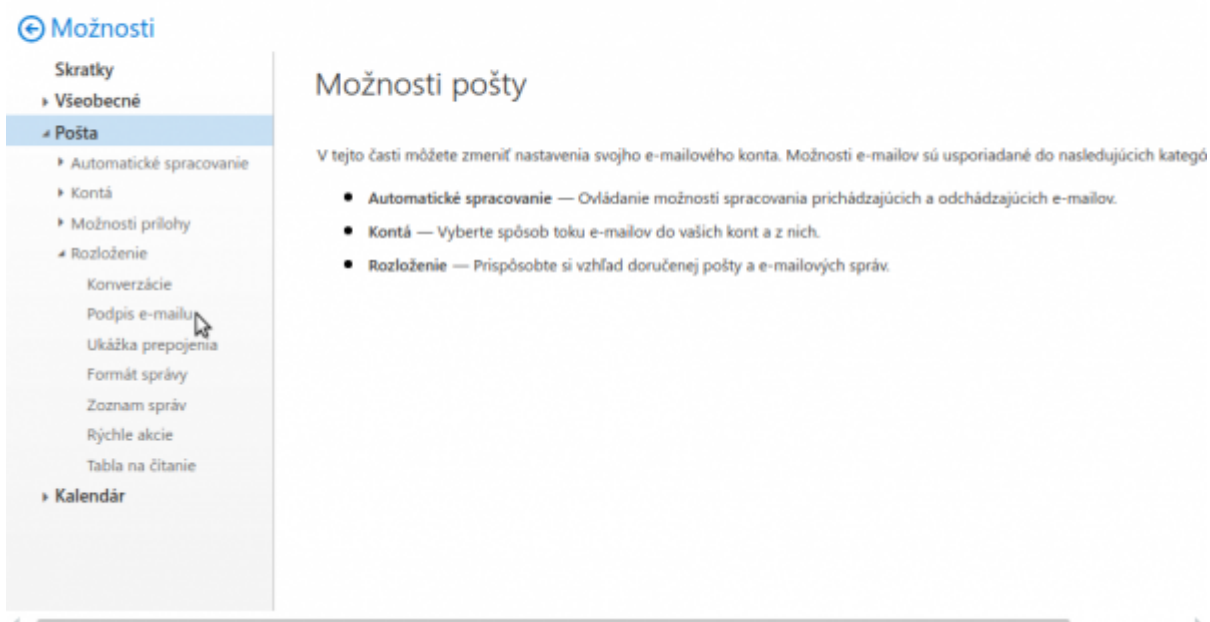 Možnosti
Skratky
Všeobecné
Pošta
Automatické spracovanie
Kontá
Možnosti prílohy
Rozloženie
Konverzácie
Podpis e-mailu
Ukážka prepojenia
Formát správy
Zoznam správ
Rýchle akcie
Tabla na čítanie
Kalendár
Možnosti pošty
V tejto časti môžete zmeniť nastavenia svojho e-mailového konta. Možnosti e-mailov sú usporiadané do nasledujúcich kategó
Automatické spracovanie — Ovládanie možností spracovania prichádzajúcich a odchádzajúcich e-mailov.
Kontá — Vyberte spôsob toku e-mailov do vašich kont a z nich.
Rozloženie — Prispôsobte si vzhľad doručenej pošty a e-mailových správ.